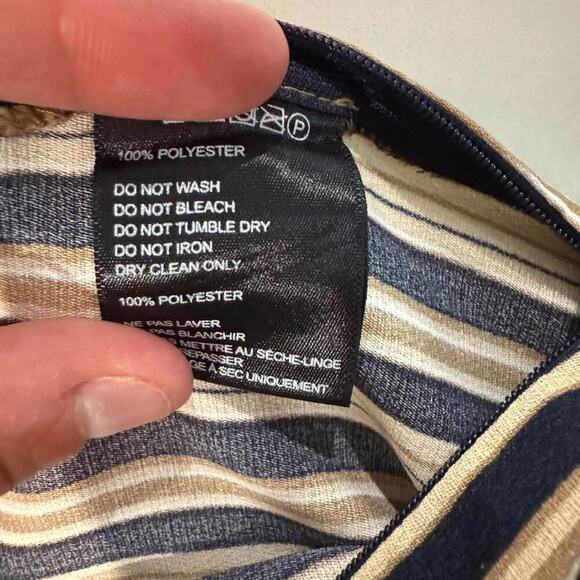 P
100% POLYESTER
DO NOT WASH
DO NOT BLEACH
DO NOT TUMBLE DRY
DO NOT IRON
DRY CLEAN ONLY
100% POLYESTER
NE PAS LAVER
PAS BLANCHIR
METTRE AU SÈCHE-LINGE
REPASSER
À SEC UNIQUEMENT